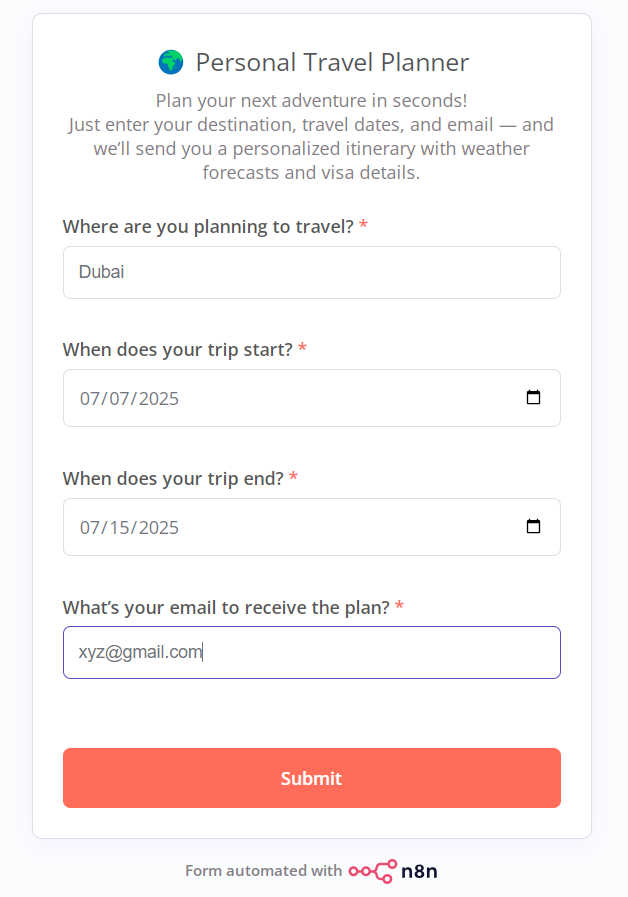 Personal Travel Planner
Plan your next adventure in seconds!
Just enter your destination, travel dates, and email — and
we’ll send you a personalized itinerary with weather
forecasts and visa details.
Where are you planning to travel? *
Dubai
When does your trip start? *
07/07/2025
When does your trip end? *
07/15/2025
What’s your email to receive the plan? *
xyz@gmail.com
Submit
Form automated with n8n